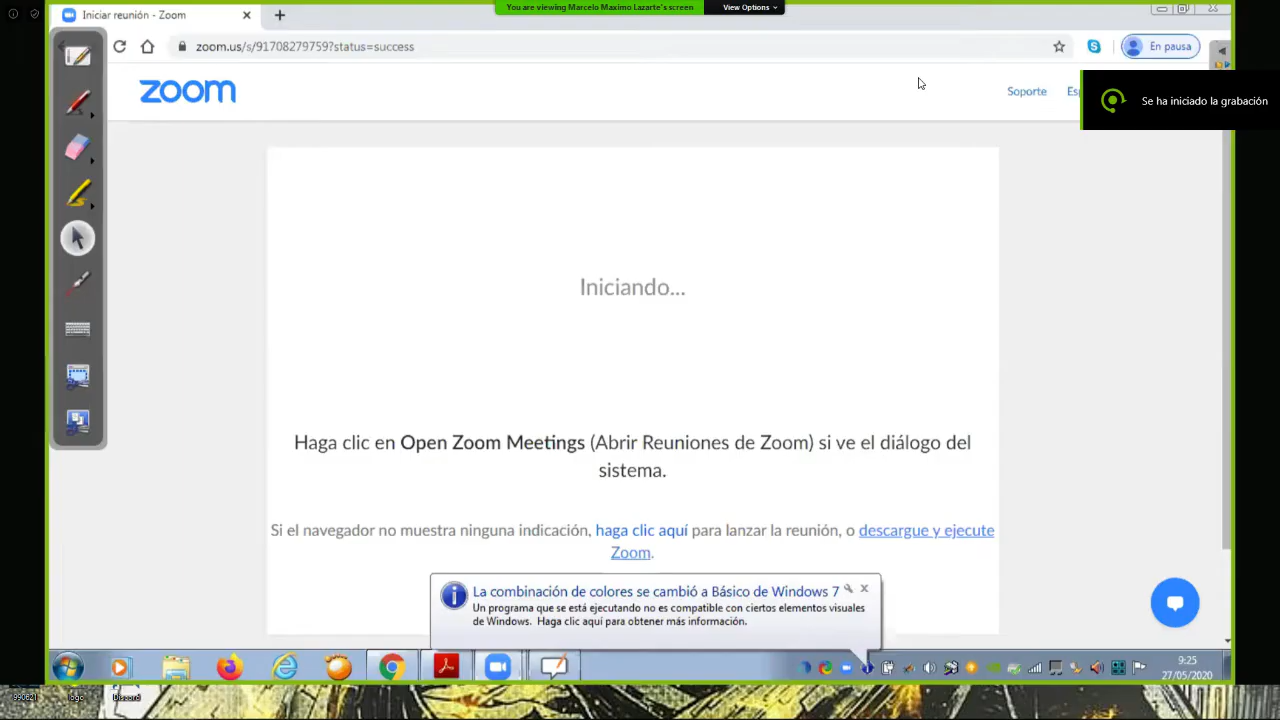 You are viewing Marcelo Maximo Lazarte's screen
View Options
Iniciar reunión - Zoom
zoom.us/s/91708279759?status=success
En pausa
zoom
Soporte
Se ha iniciado la grabación
Iniciando...
Haga clic en Open Zoom Meetings (Abrir Reuniones de Zoom) si ve el diálogo del
sistema.
Si el navegador no muestra ninguna indicación, haga clic aquí para lanzar la reunión, o descargue y ejecute
Zoom.
La combinación de colores se cambió a Básico de Windows 7
Un programa que se está ejecutando no es compatible con ciertos elementos visuales
de Windows. Haga clic aquí para obtener más información.
9:25
27/05/2020
Discord